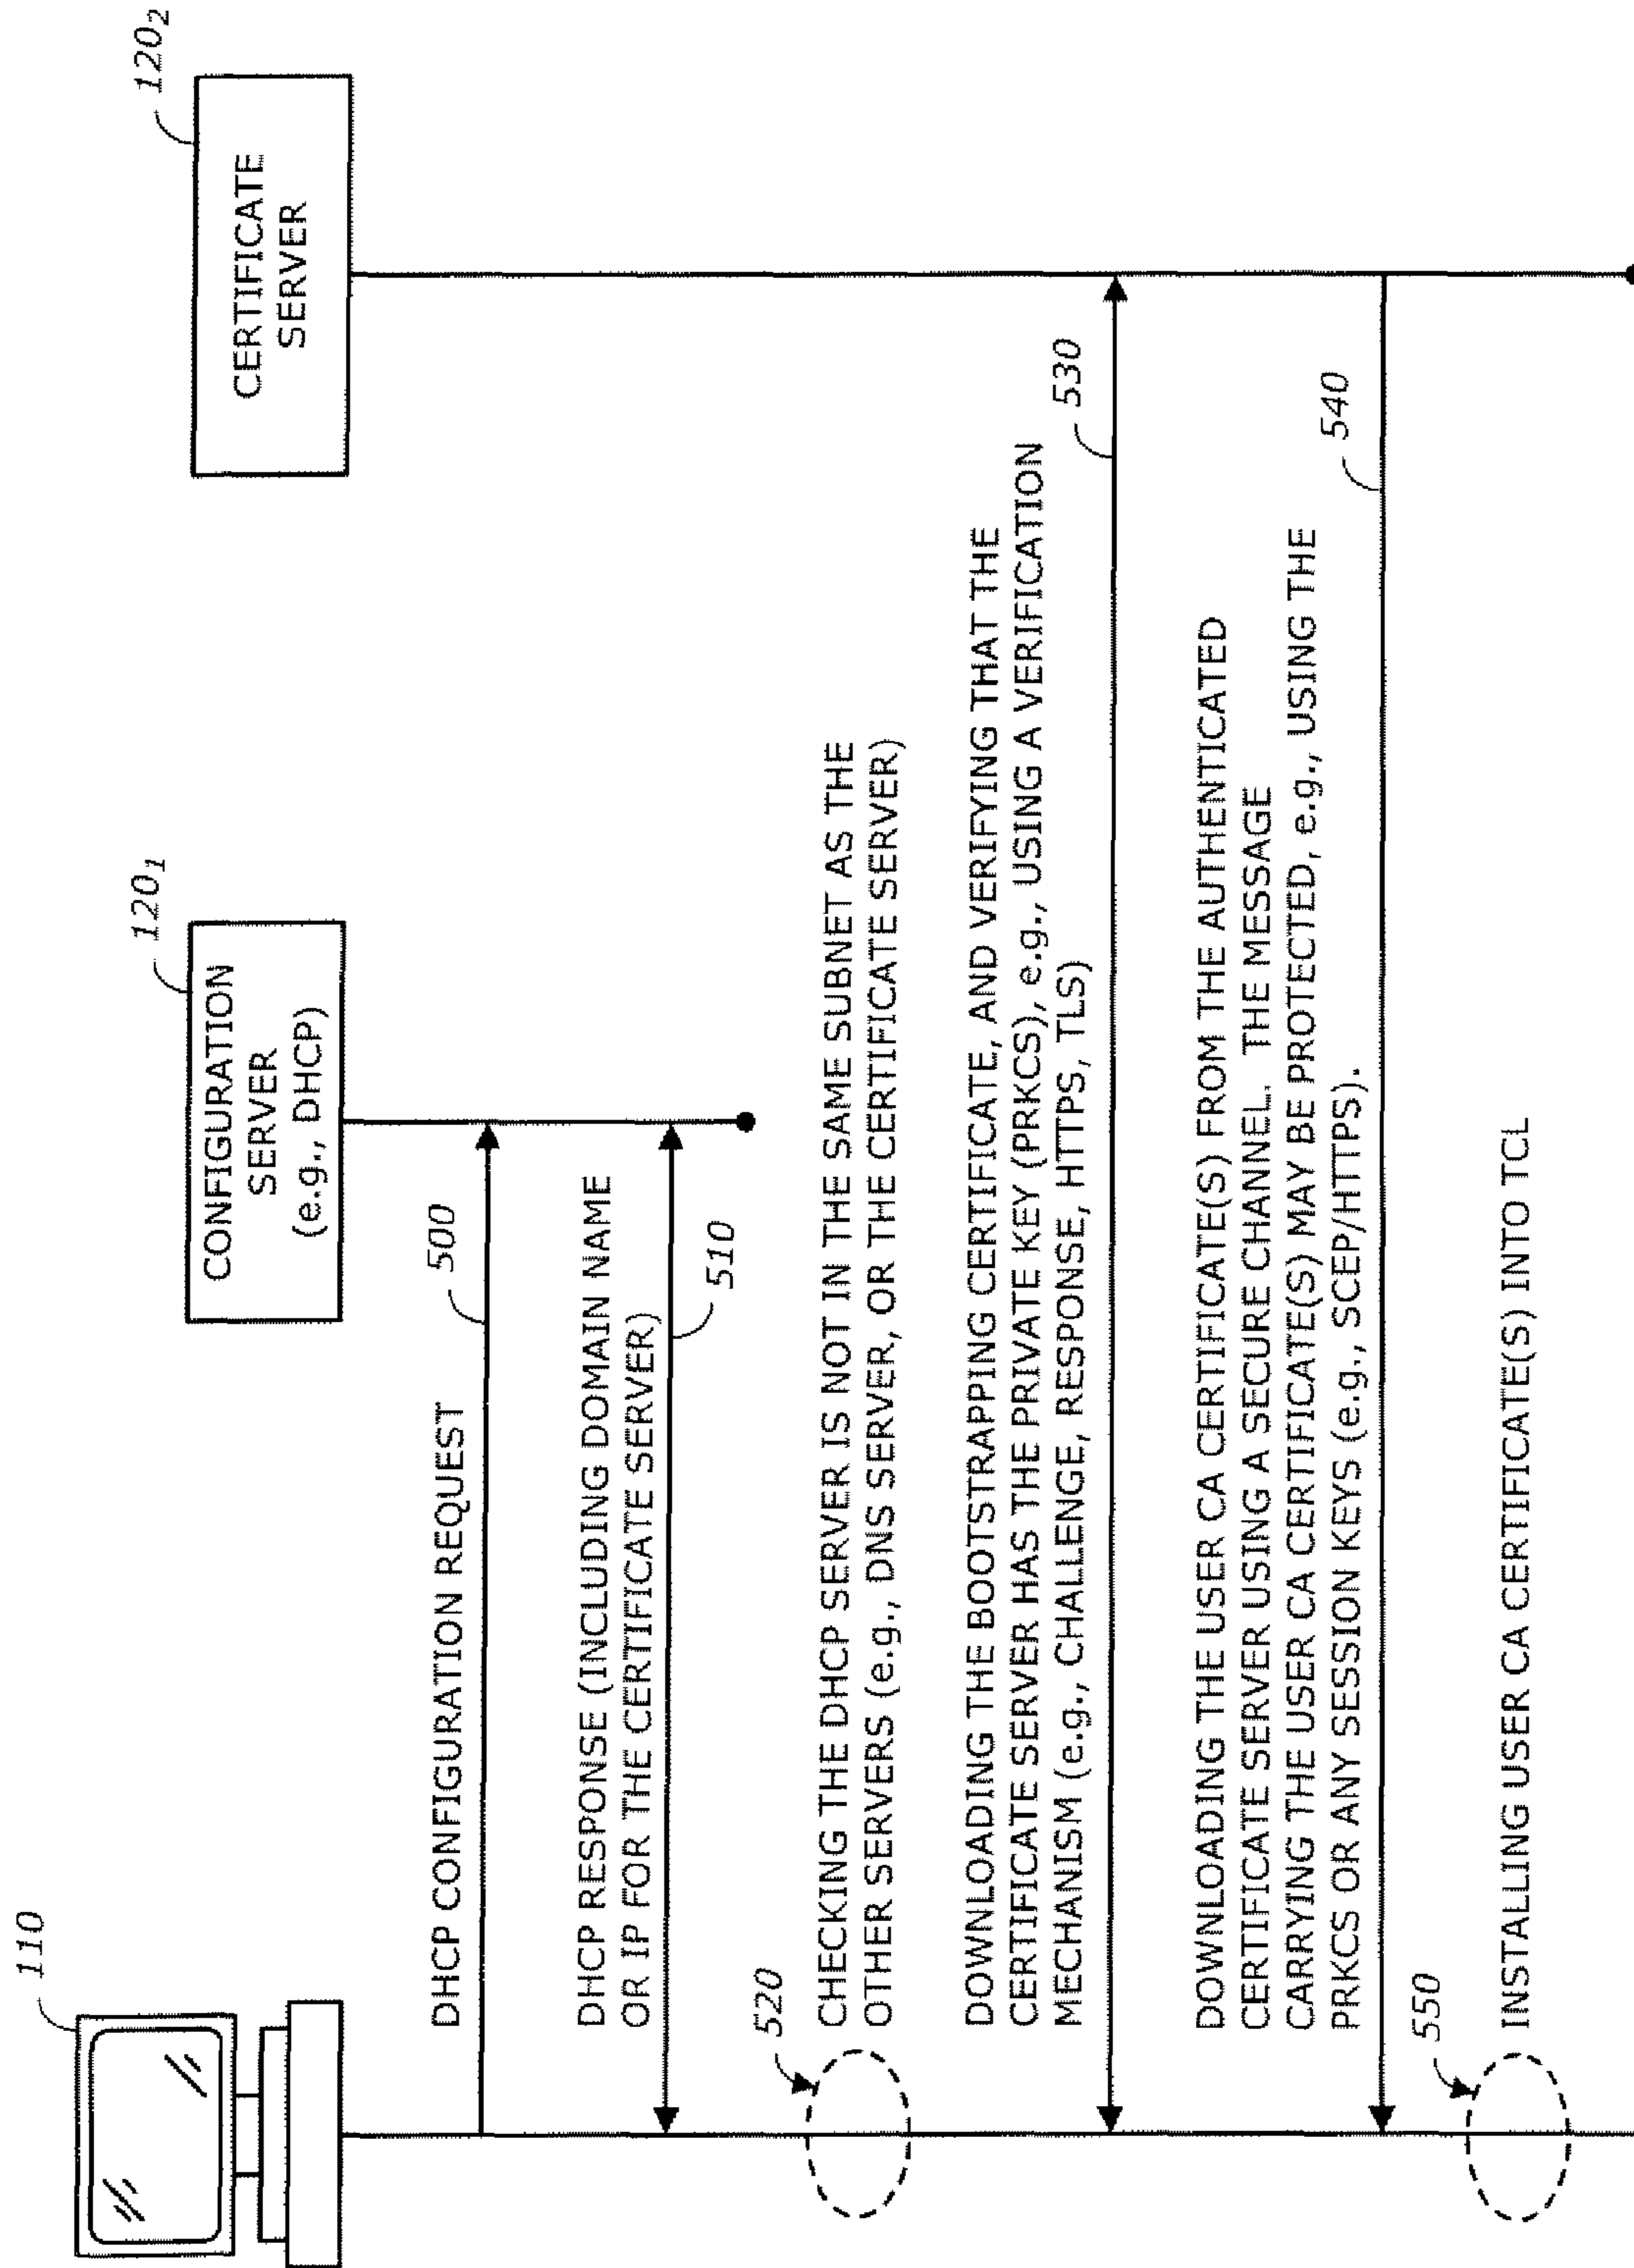 110
CONFIGURATION
SERVER
(e.g., DHCP)
120₁
CERTIFICATE
SERVER
120₂
DHCP CONFIGURATION REQUEST
500
DHCP RESPONSE (INCLUDING DOMAIN NAME
OR IP FOR THE CERTIFICATE SERVER)
510
520
CHECKING THE DHCP SERVER IS NOT IN THE SAME SUBNET AS THE
OTHER SERVERS (e.g., DNS SERVER, OR THE CERTIFICATE SERVER)
DOWNLOADING THE BOOTSTRAPPING CERTIFICATE, AND VERIFYING THAT THE
CERTIFICATE SERVER HAS THE PRIVATE KEY (PRKCS), e.g., USING A VERIFICATION
MECHANISM (e.g., CHALLENGE, RESPONSE, HTTPS, TLS)
530
DOWNLOADING THE USER CA CERTIFICATE(S) FROM THE AUTHENTICATED
CERTIFICATE SERVER USING A SECURE CHANNEL. THE MESSAGE
CARRYING THE USER CA CERTIFICATE(S) MAY BE PROTECTED, e.g., USING THE
PRKCS OR ANY SESSION KEYS (e.g., SCEP/HTTPS).
540
550
INSTALLING USER CA CERTIFICATE(S) INTO TCL